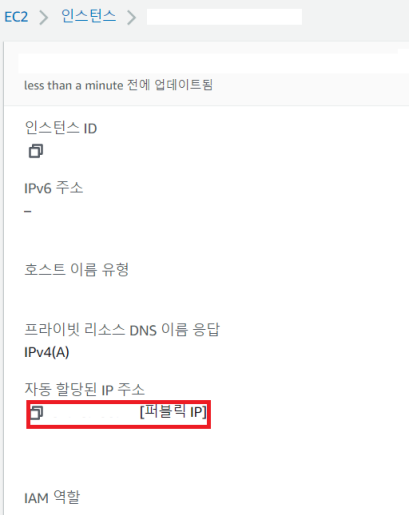 EC2 > 인스턴스 >
less than a minute 전에 업데이트됨
인스턴스 ID
IPv6 주소
–
호스트 이름 유형
프라이빗 리소스 DNS 이름 응답
IPv4(A)
자동 할당된 IP 주소
[퍼블릭 IP]
IAM 역할